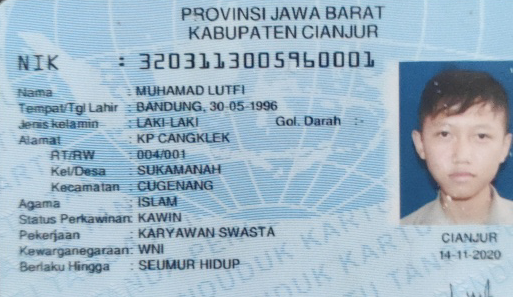 PROVINSI JAWA BARAT
KABUPATEN CIANJUR
NIK : 3203113005960001
Nama : MUHAMAD LUTFI
Tempat/Tgl Lahir : BANDUNG, 30-05-1996
Jenis kelamin : LAKI-LAKI Gol. Darah :-
Alamat : KP CANGKLEK
RT/RW : 004/001
Kel/Desa : SUKAMANAH
Kecamatan : CUGENANG
Agama : ISLAM
Status Perkawinan: KAWIN
Pekerjaan : KARYAWAN SWASTA
Kewarganegaraan: WNI
Berlaku Hingga : SEUMUR HIDUP
CIANJUR
14-11-2020